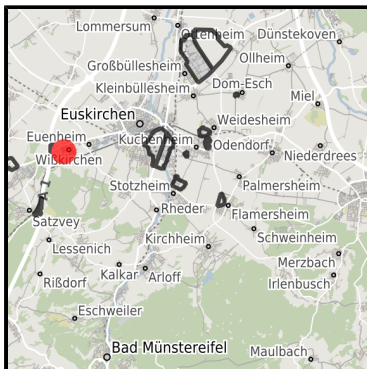 Lommersum
Ottenheim
Dünstekoven
Großbüllesheim
Ollheim
Kleinbüllesheim
Dom-Esch
Miel
Euskirchen
Weidesheim
Euenheim
Kuchenheim
Odendorf
Niederdrees
Wißkirchen
Stotzheim
Palmersheim
Rheder
Flamersheim
Satzvey
Schweinheim
Lessenich
Kirchheim
Merzbach
Rißdorf
Kalkar
Arloff
Irlenbusch
Eschweiler
Bad Münstereifel
Maulbach